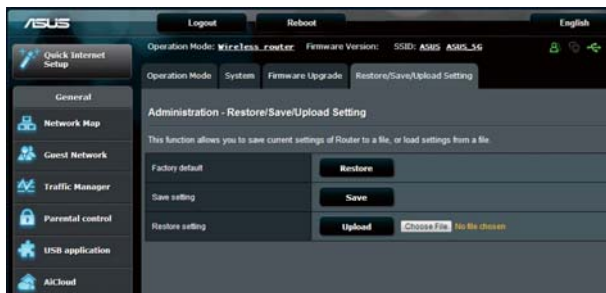 ASUS Logout Reboot English
Quick Internet Setup
Operation Mode: Wireless router Firmware Version: SSID: ASUS ASUS_5G
Operation Mode System Firmware Upgrade Restore/Save/Upload Setting
General
Network Map
Guest Network
Traffic Manager
Parental control
USB application
AiCloud
Administration - Restore/Save/Upload Setting
This function allows you to save current settings of Router to a file, or load settings from a file.
Factory default Restore
Save setting Save
Restore setting Upload Choose File No file chosen